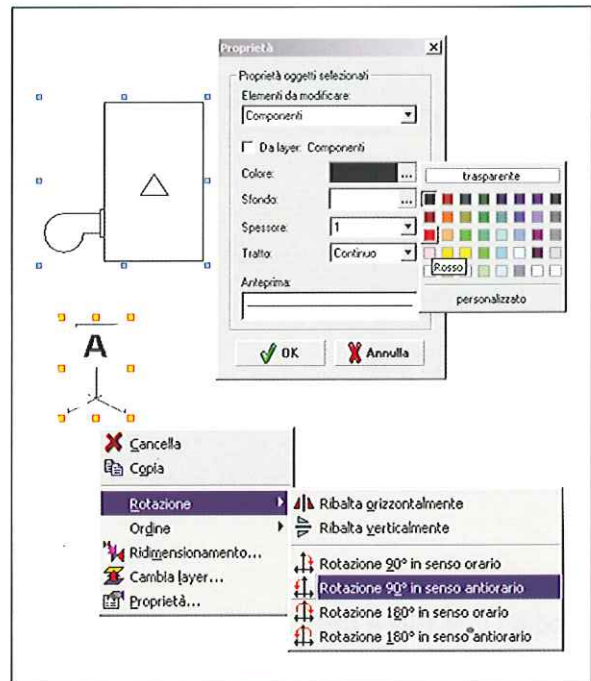 Proprietà
Proprietà oggetti selezionati
Elementi da modificare:
Componenti
Da layer: Componenti
Colore:
...
trasparente
Sfondo:
...
Spessore:
1
Tratto:
Continuo
Rosso
Anteprima:
personalizzato
OK
Annulla
A
Cancella
Copia
Rotazione
Ribalta orizzontalmente
Ordine
Ribalta verticalmente
Ridimensionamento...
Cambia layer...
Proprietà...
Rotazione 90° in senso orario
Rotazione 90° in senso antiorario
Rotazione 180° in senso orario
Rotazione 180° in senso antiorario